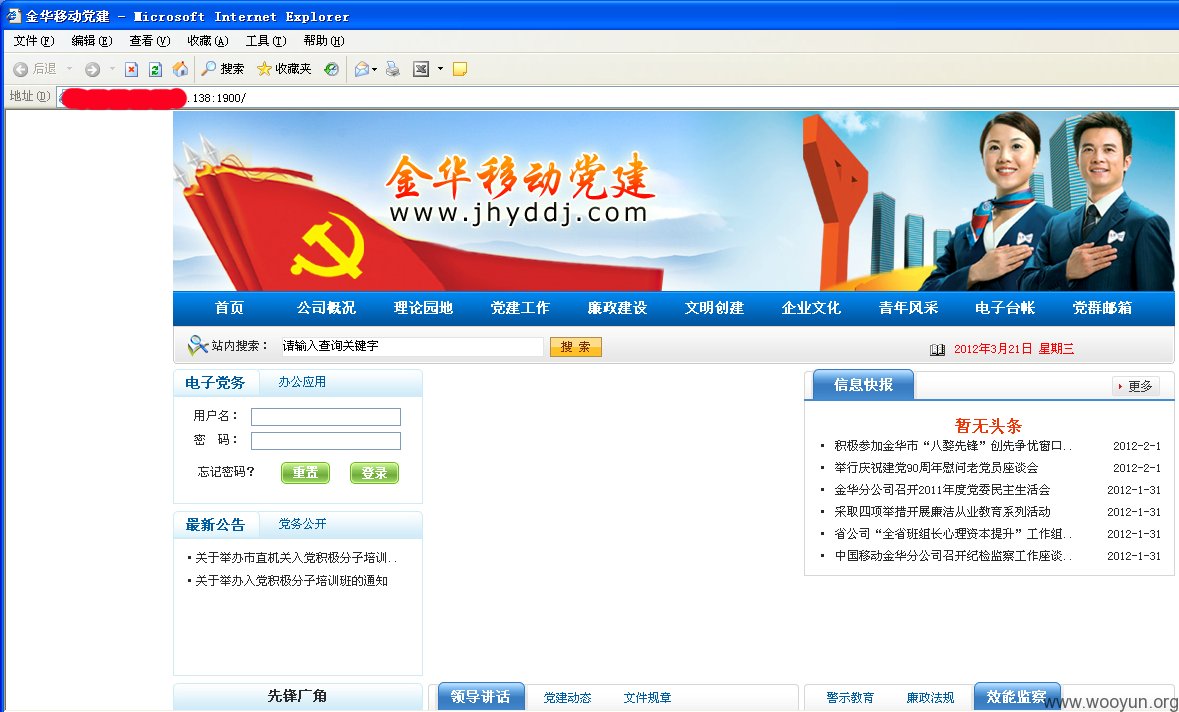 金华移动党建 - Microsoft Internet Explorer
文件(F) 编辑(E) 查看(V) 收藏(A) 工具(T) 帮助(H)
后退 搜索 收藏夹
地址(D) .138:1900/
金华移动党建
www.jhyddj.com
首页 公司概况 理论园地 党建工作 廉政建设 文明创建 企业文化 青年风采 电子台帐 党群邮箱
站内搜索： 请输入查询关键字 搜 索 2012年3月21日 星期三
电子党务 办公应用
用户名：
密 码：
忘记密码? 重置 登录
最新公告 党务公开
• 关于举办市直机关入党积极分子培训..
• 关于举办入党积极分子培训班的通知
信息快报 更多
暂无头条
• 积极参加金华市“八婺先锋”创先争优窗口.. 2012-2-1
• 举行庆祝建党90周年慰问老党员座谈会 2012-2-1
• 金华分公司召开2011年度党委民主生活会 2012-1-31
• 采取四项举措开展廉洁从业教育系列活动 2012-1-31
• 省公司“全省班组长心理资本提升”工作组.. 2012-1-31
• 中国移动金华分公司召开纪检监察工作座谈.. 2012-1-31
先锋广角 领导讲话 党建动态 文件规章 警示教育 廉政法规 效能监察
www.wooyun.org